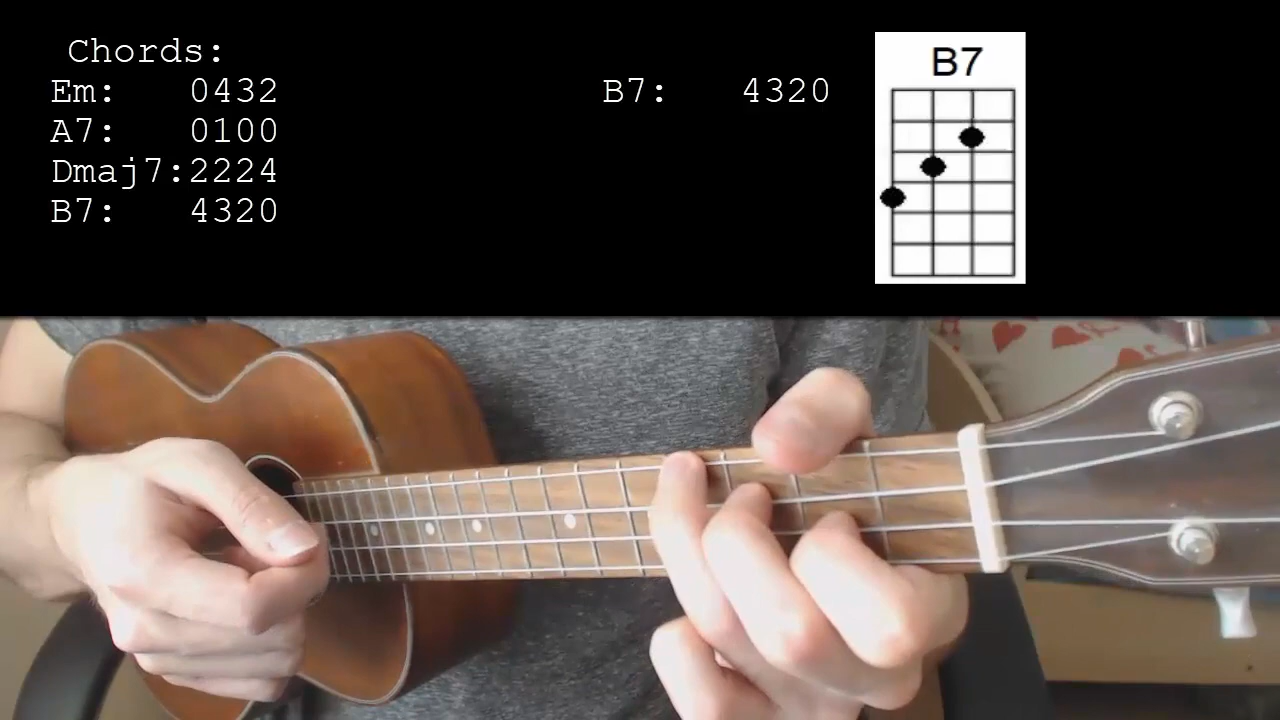 Chords:
Em: 0432
A7: 0100
Dmaj7:2224
B7: 4320
B7: 4320
B7